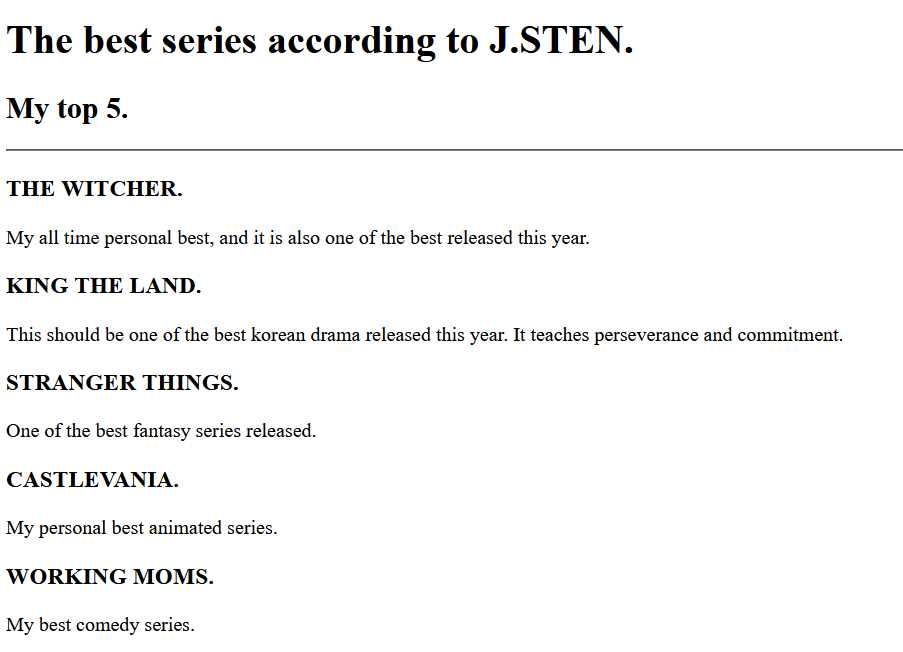 The best series according to J.STEN.
My top 5.
THE WITCHER.
My all time personal best, and it is also one of the best released this year.
KING THE LAND.
This should be one of the best korean drama released this year. It teaches perseverance and commitment.
STRANGER THINGS.
One of the best fantasy series released.
CASTLEVANIA.
My personal best animated series.
WORKING MOMS.
My best comedy series.